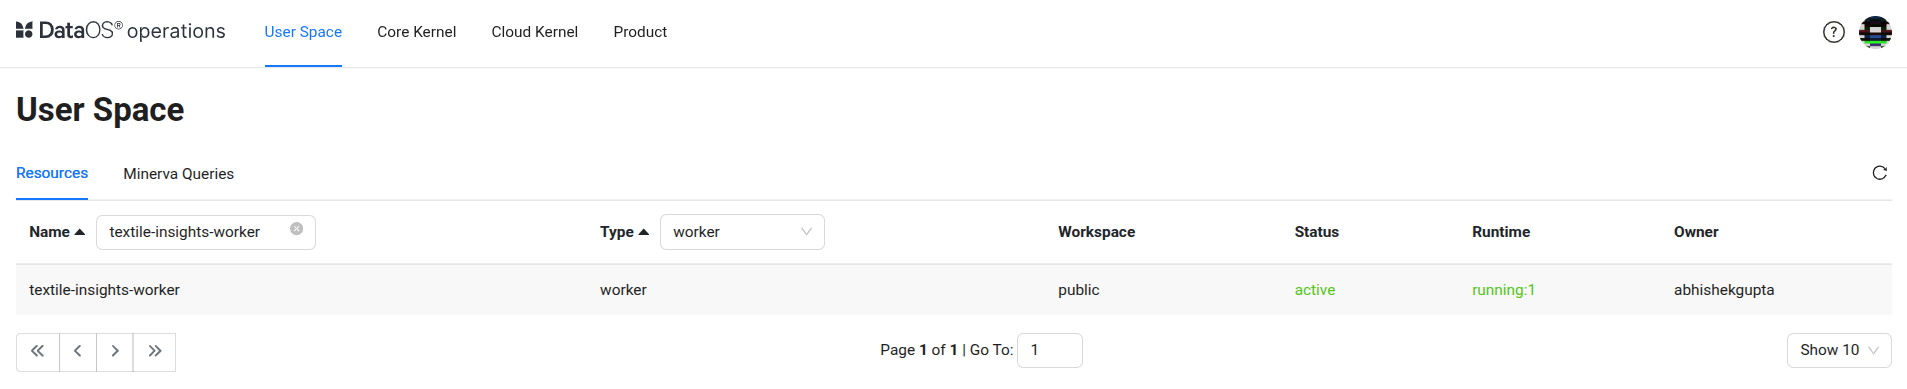 DataOS® operations User Space Core Kernel Cloud Kernel Product ?
User Space
Resources Minerva Queries
Name textile-insights-worker Type worker Workspace Status Runtime Owner
textile-insights-worker worker public active running:1 abhishekgupta
Page 1 of 1 | Go To: 1 Show 10